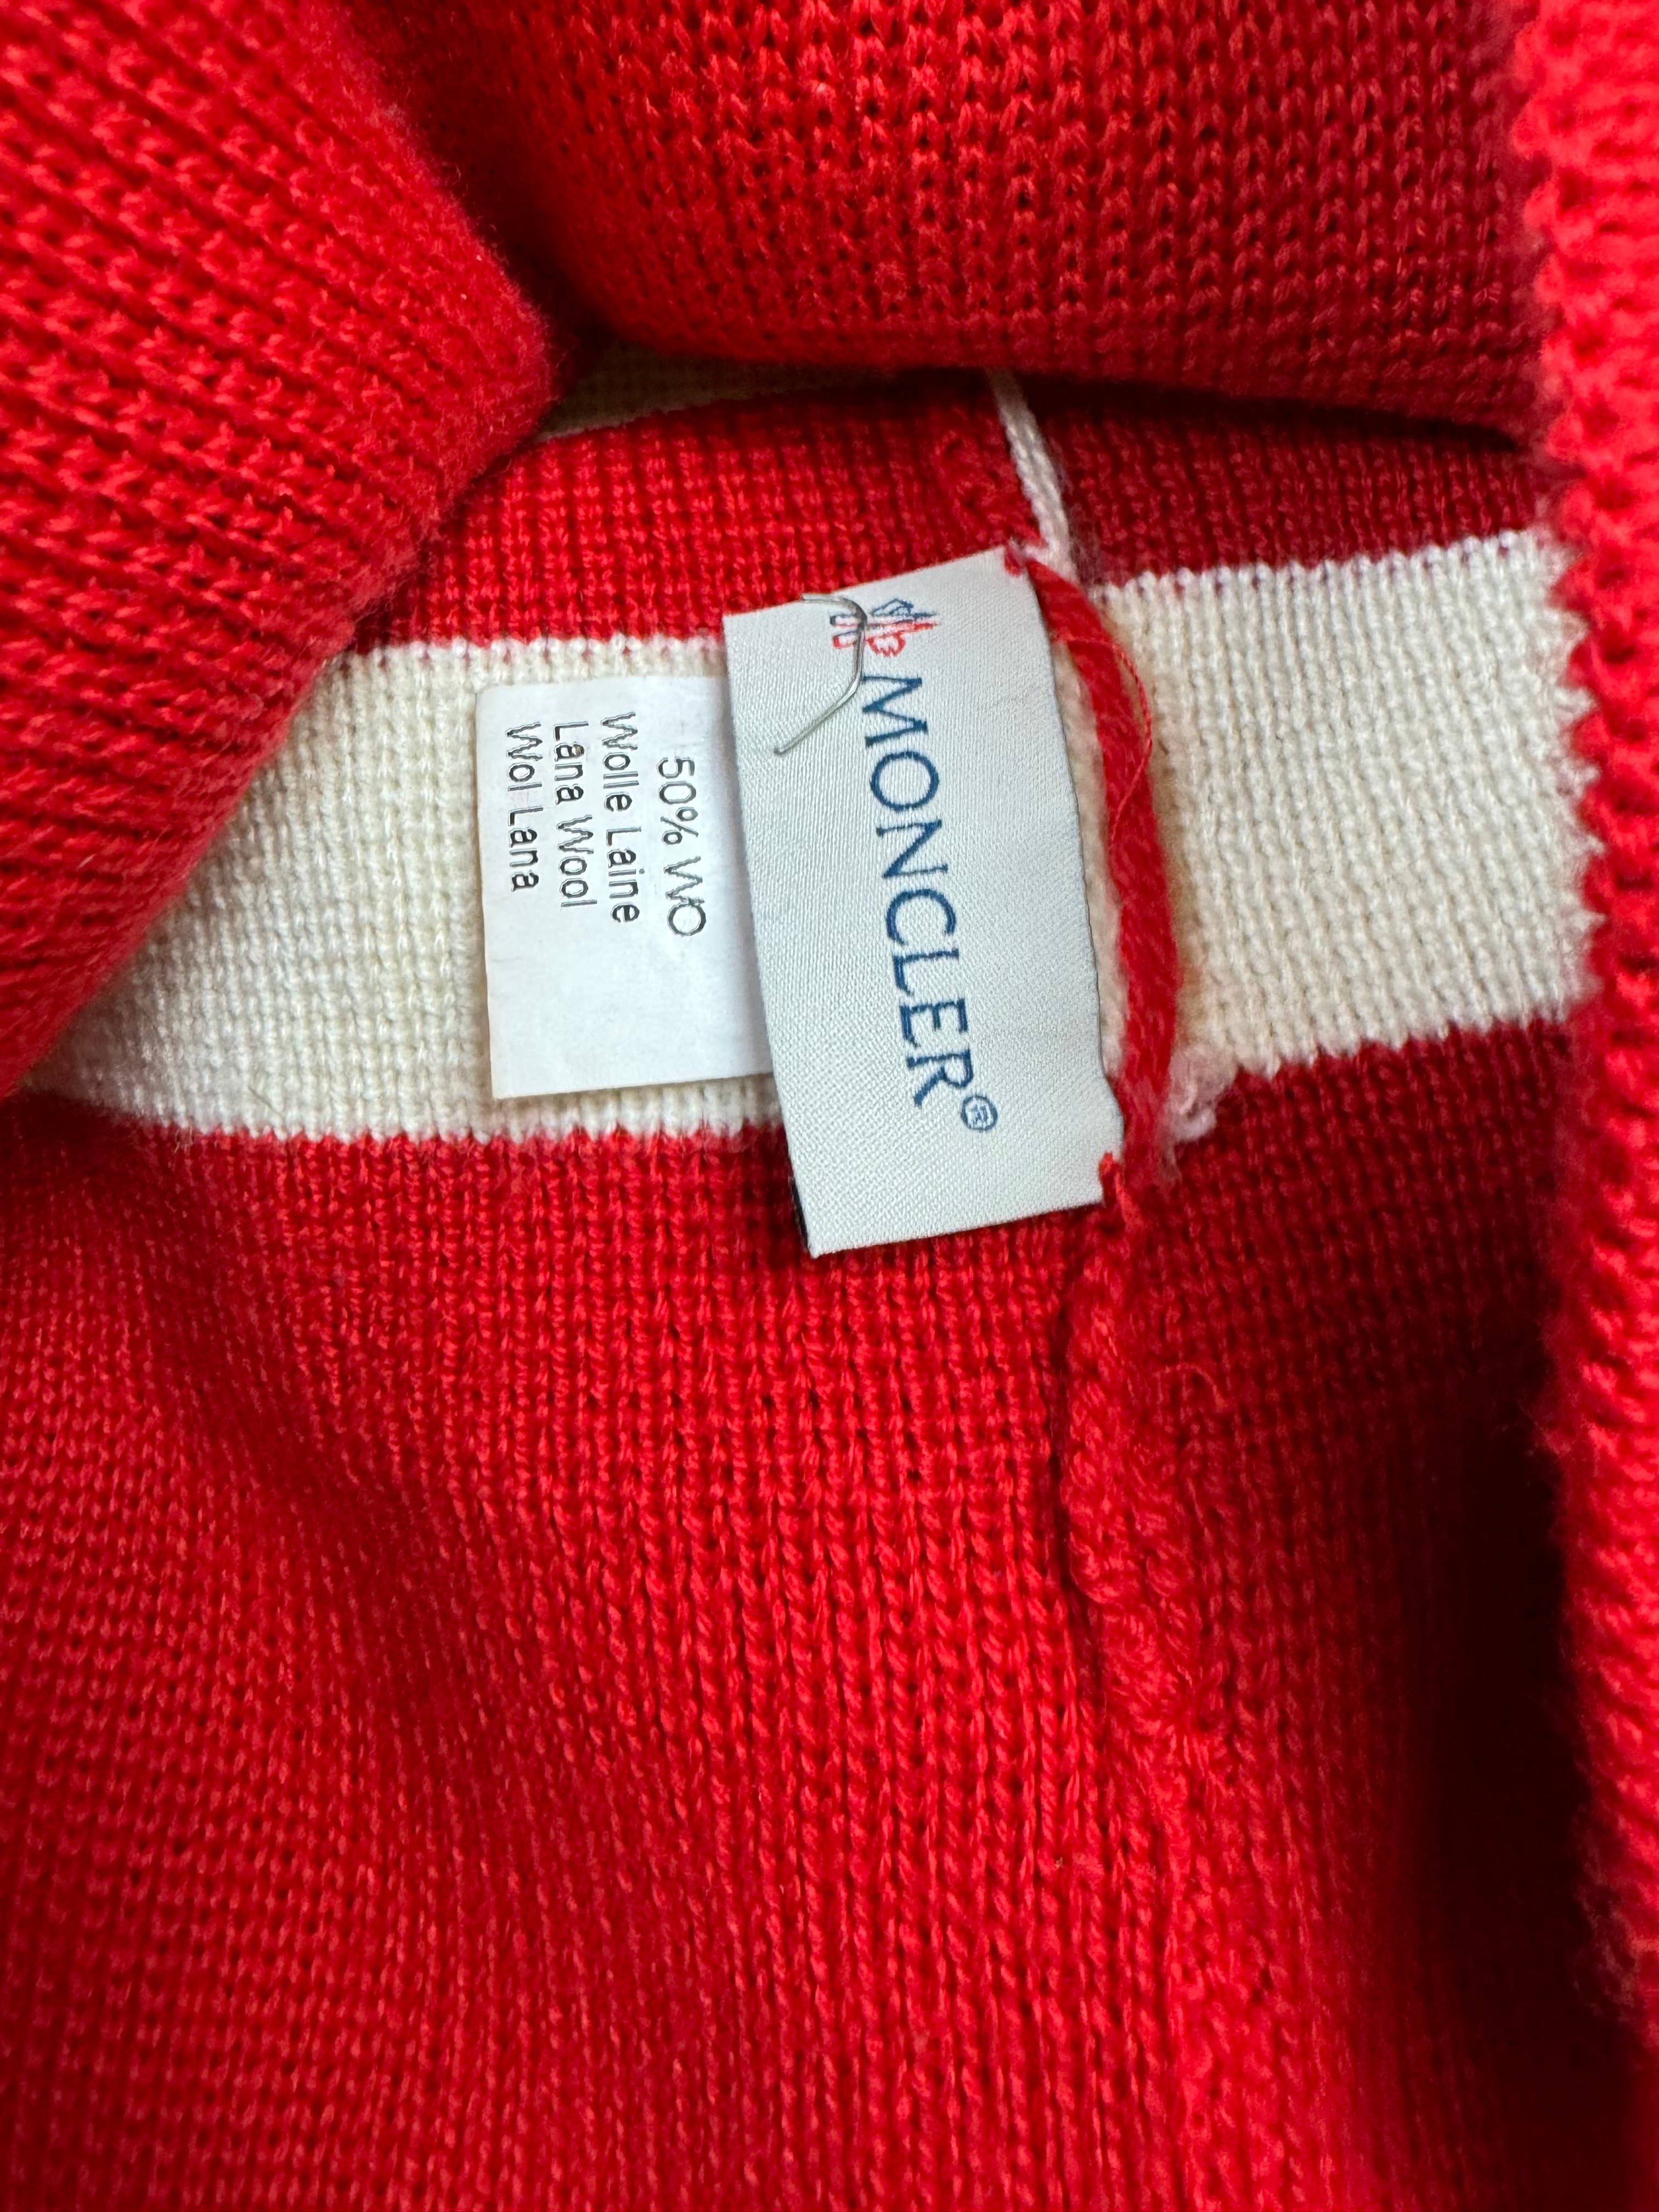 MONCLER®
50% WO
Wolle Laine
Lana Wool
Wol Lana